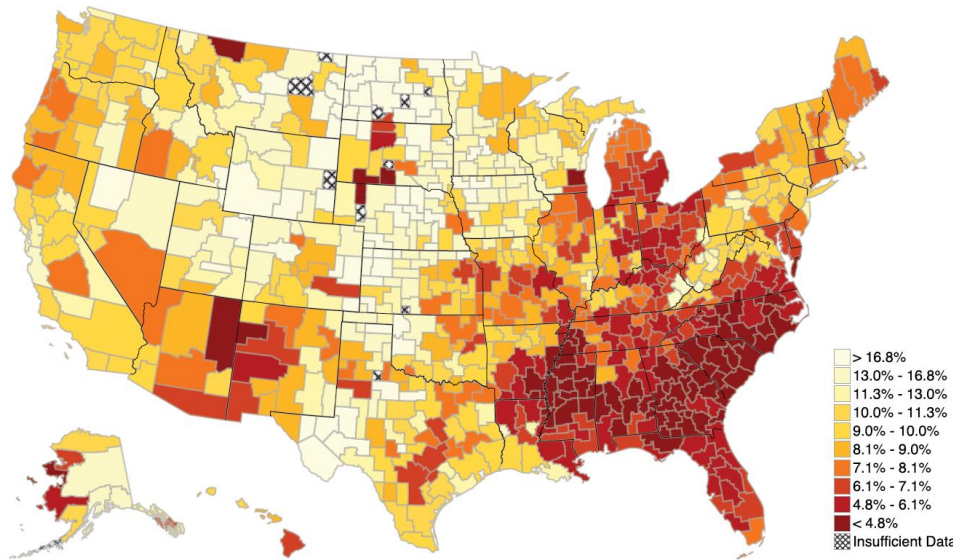 > 16.8%
13.0% - 16.8%
11.3% - 13.0%
10.0% - 11.3%
9.0% - 10.0%
8.1% - 9.0%
7.1% - 8.1%
6.1% - 7.1%
4.8% - 6.1%
< 4.8%
Insufficient Data